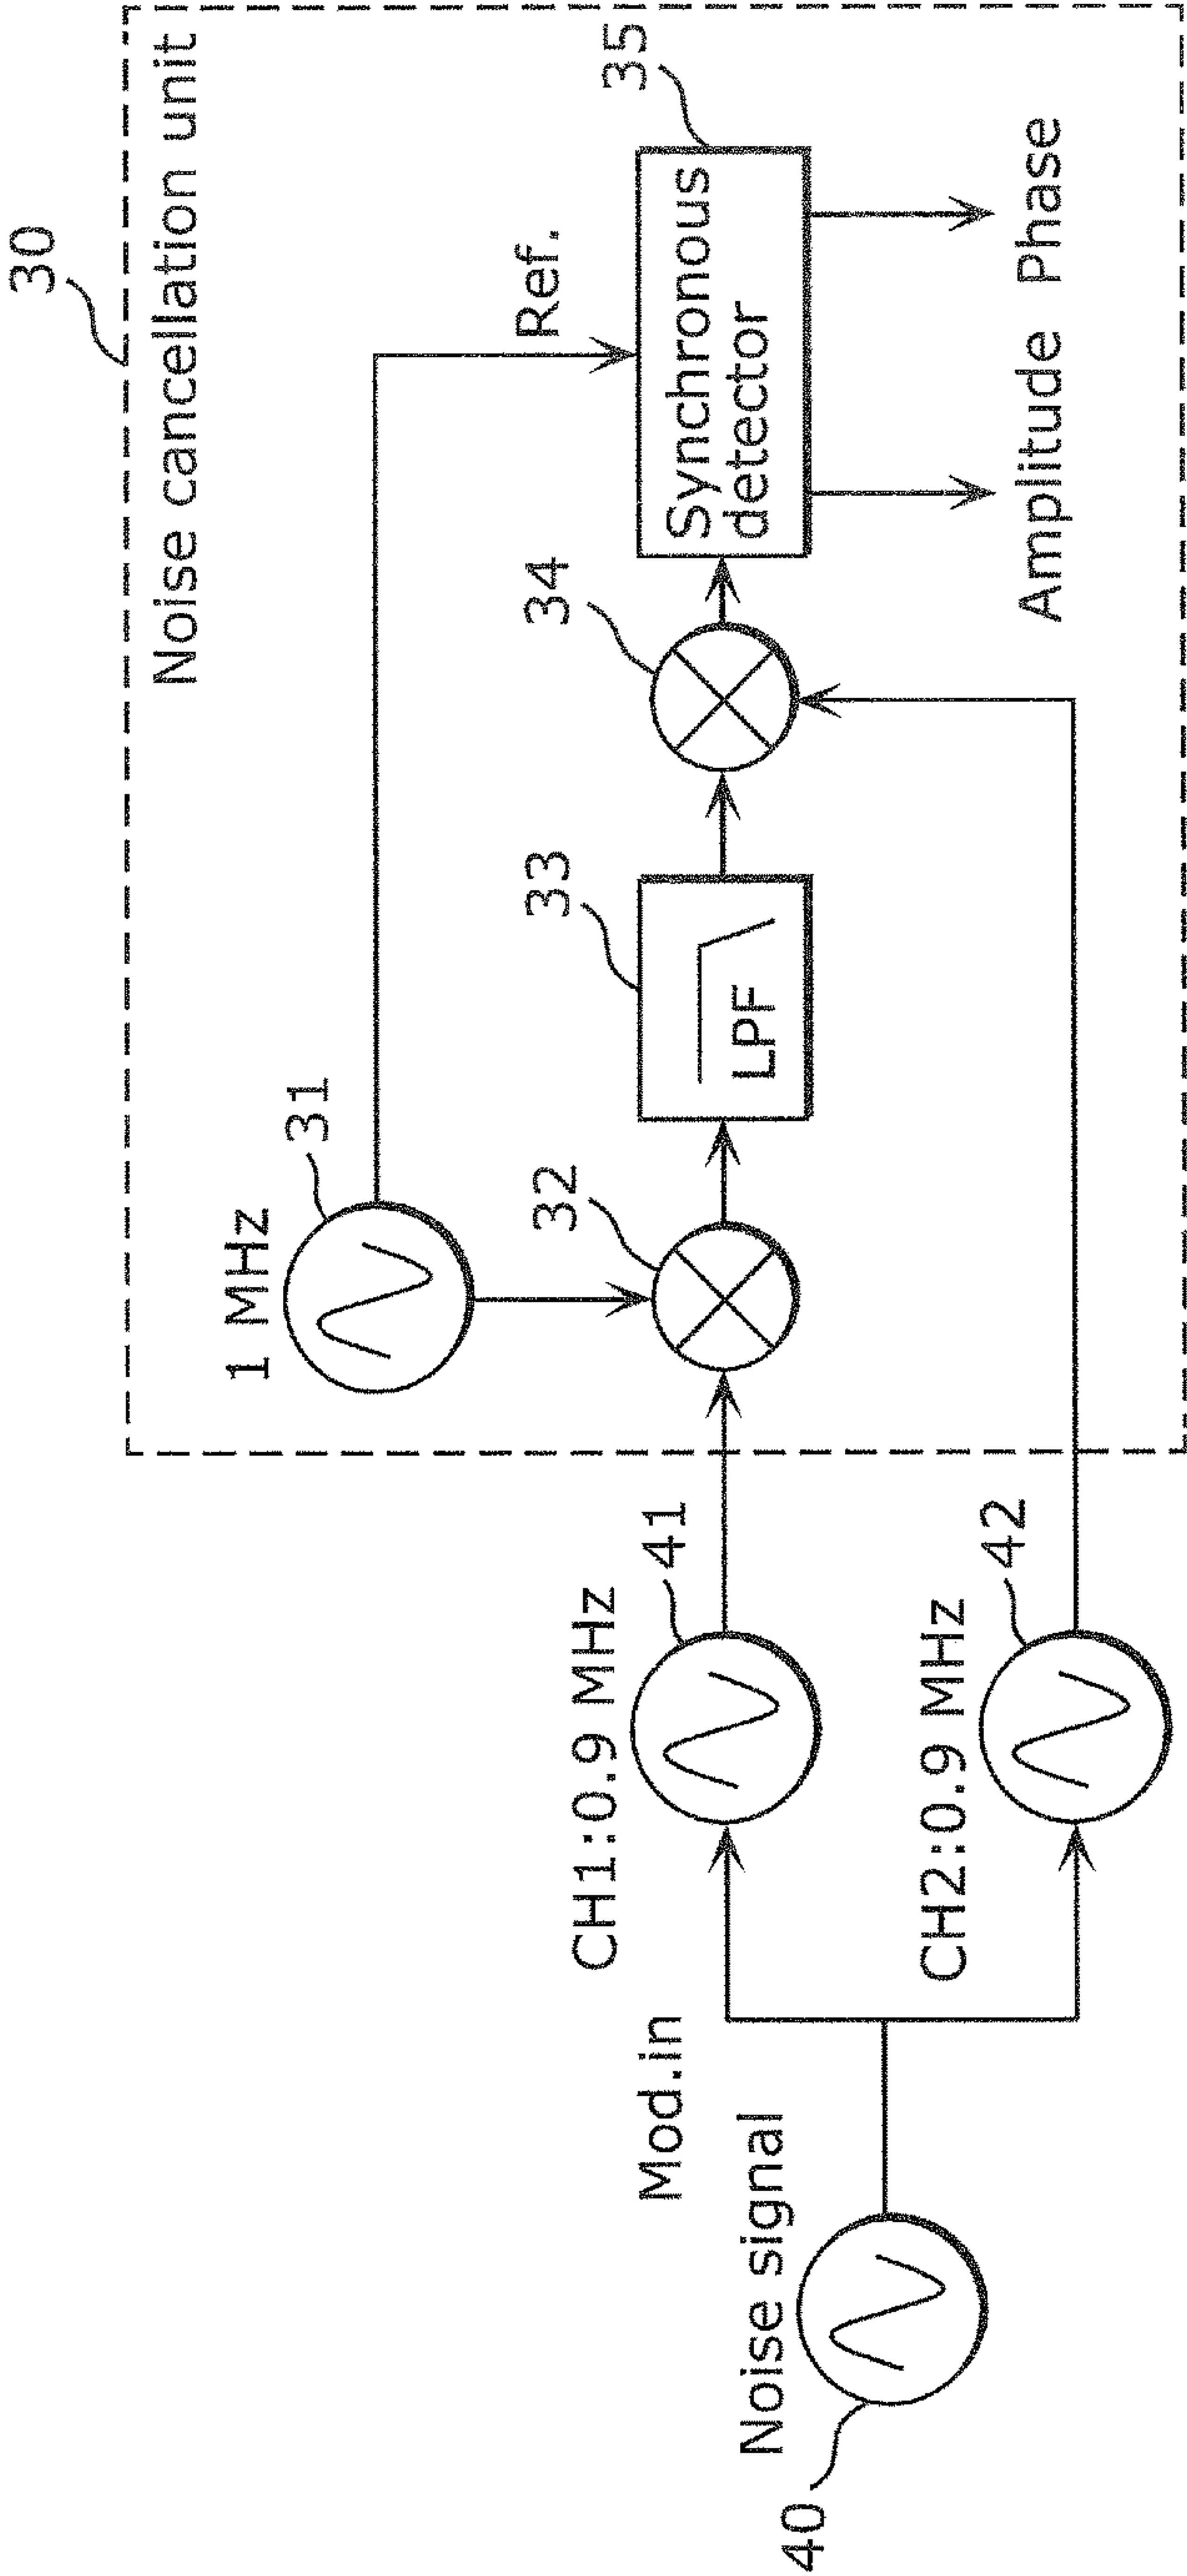 30
Noise cancellation unit
1 MHz
31
Ref.
35
CH1:0.9 MHz
41
32
33
LPF
34
Synchronous
detector
Mod.in
Noise signal
40
CH2:0.9 MHz
42
Amplitude
Phase